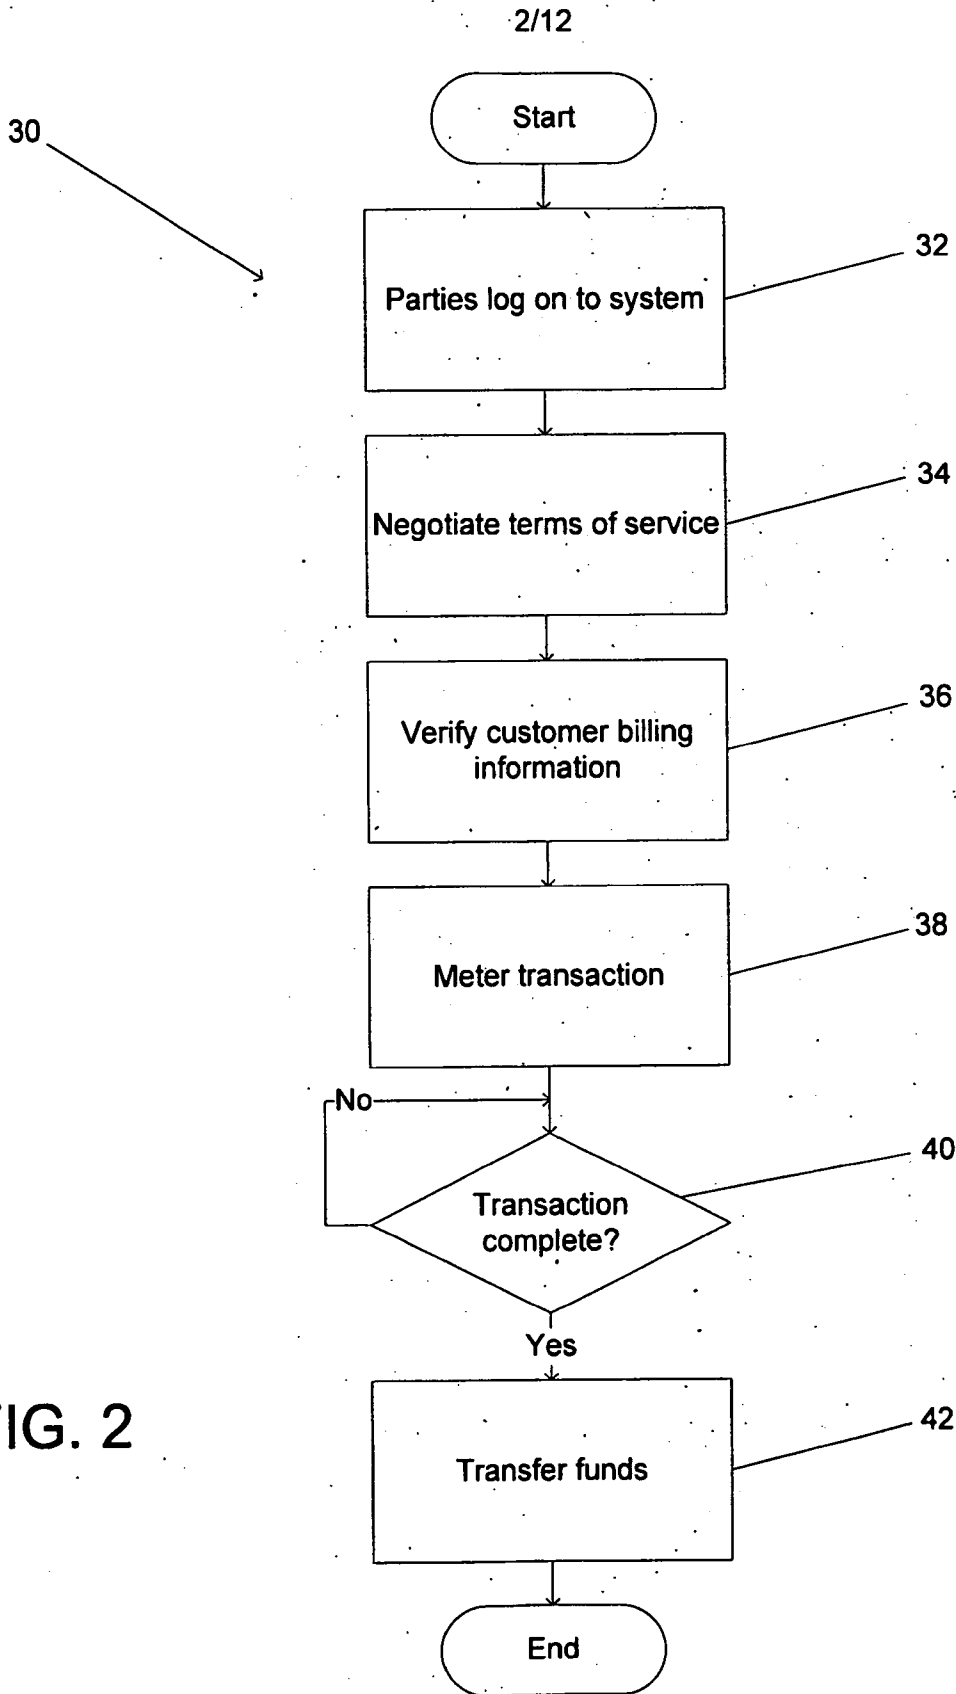 2/12
Start
30
32
Parties log on to system
34
Negotiate terms of service
36
Verify customer billing
information
38
Meter transaction
No
40
Transaction
complete?
Yes
IG. 2
42
Transfer funds
End